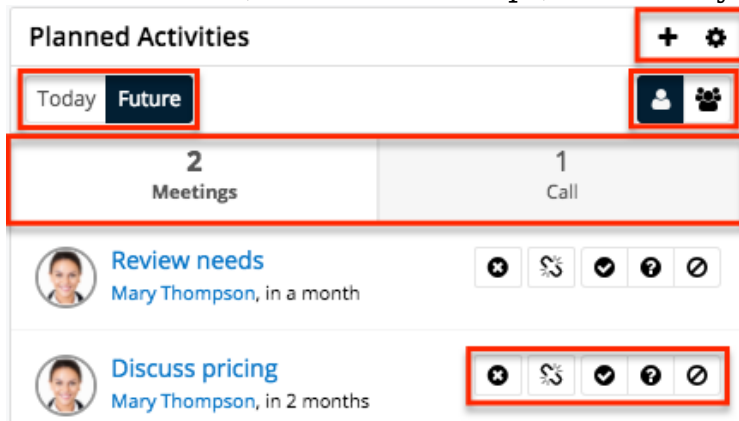 Planned Activities
Today Future
2 1
Meetings Call
Review needs
Mary Thompson, in a month
Discuss pricing
Mary Thompson, in 2 months